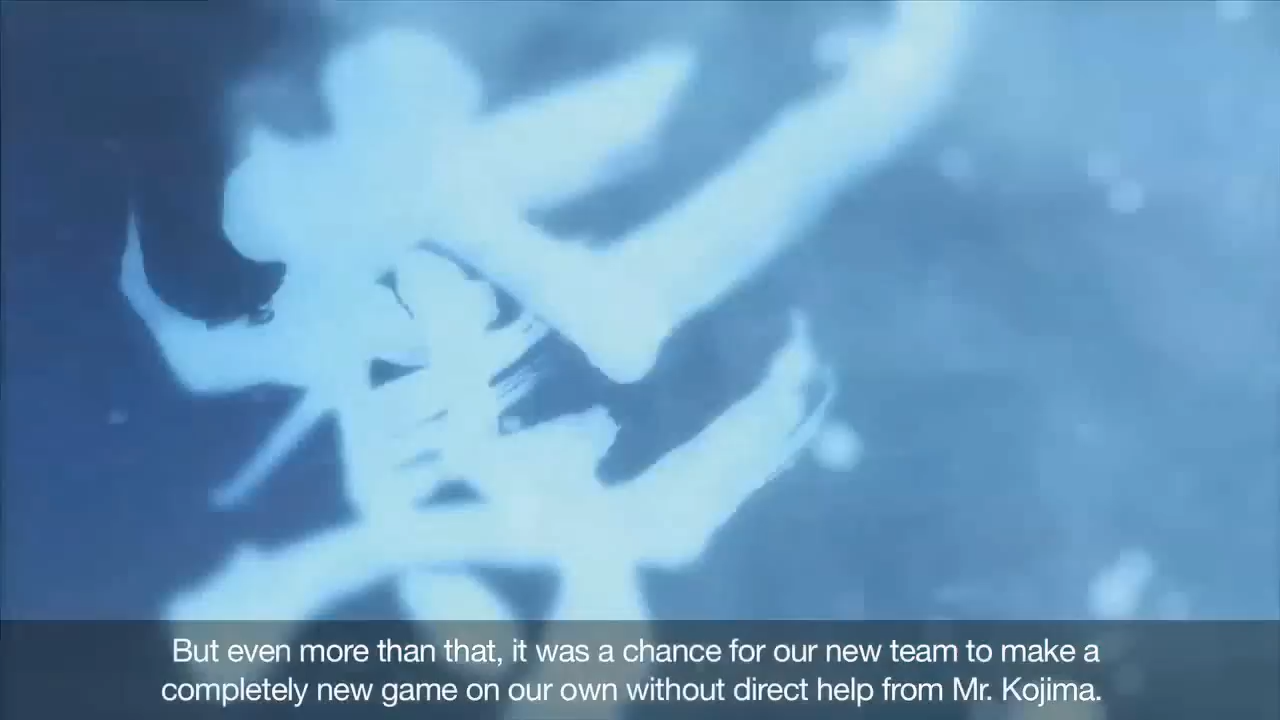 But even more than that, it was a chance for our new team to make a
completely new game on our own without direct help from Mr. Kojima.